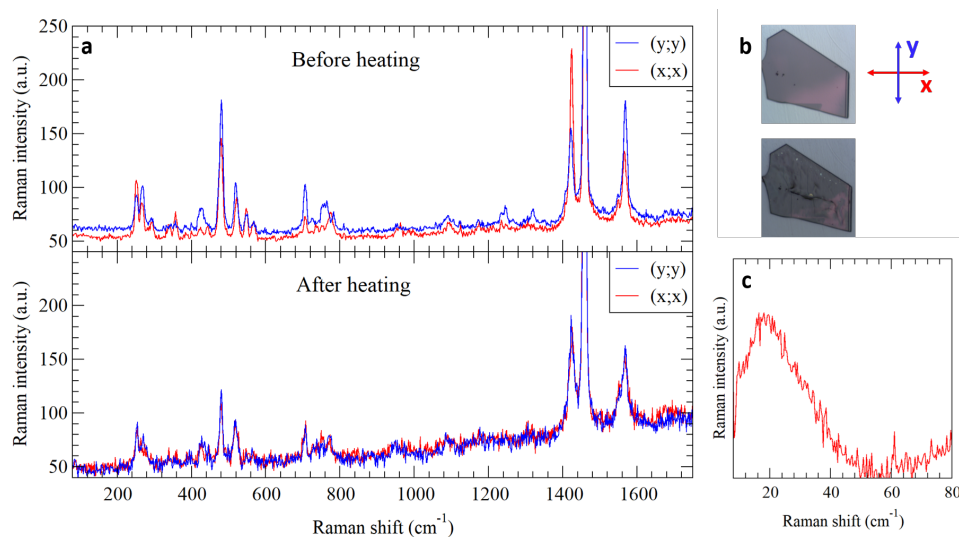 a
Before heating
(y;y)
(x;x)
250
200
150
100
50
Raman intensity (a.u.)
After heating
(y;y)
(x;x)
200
150
100
50
Raman intensity (a.u.)
200 400 600 800 1000 1200 1400 1600
Raman shift (cm-1)
b
y
x
c
Raman intensity (a.u.)
20 40 60 80
Raman shift (cm-1)